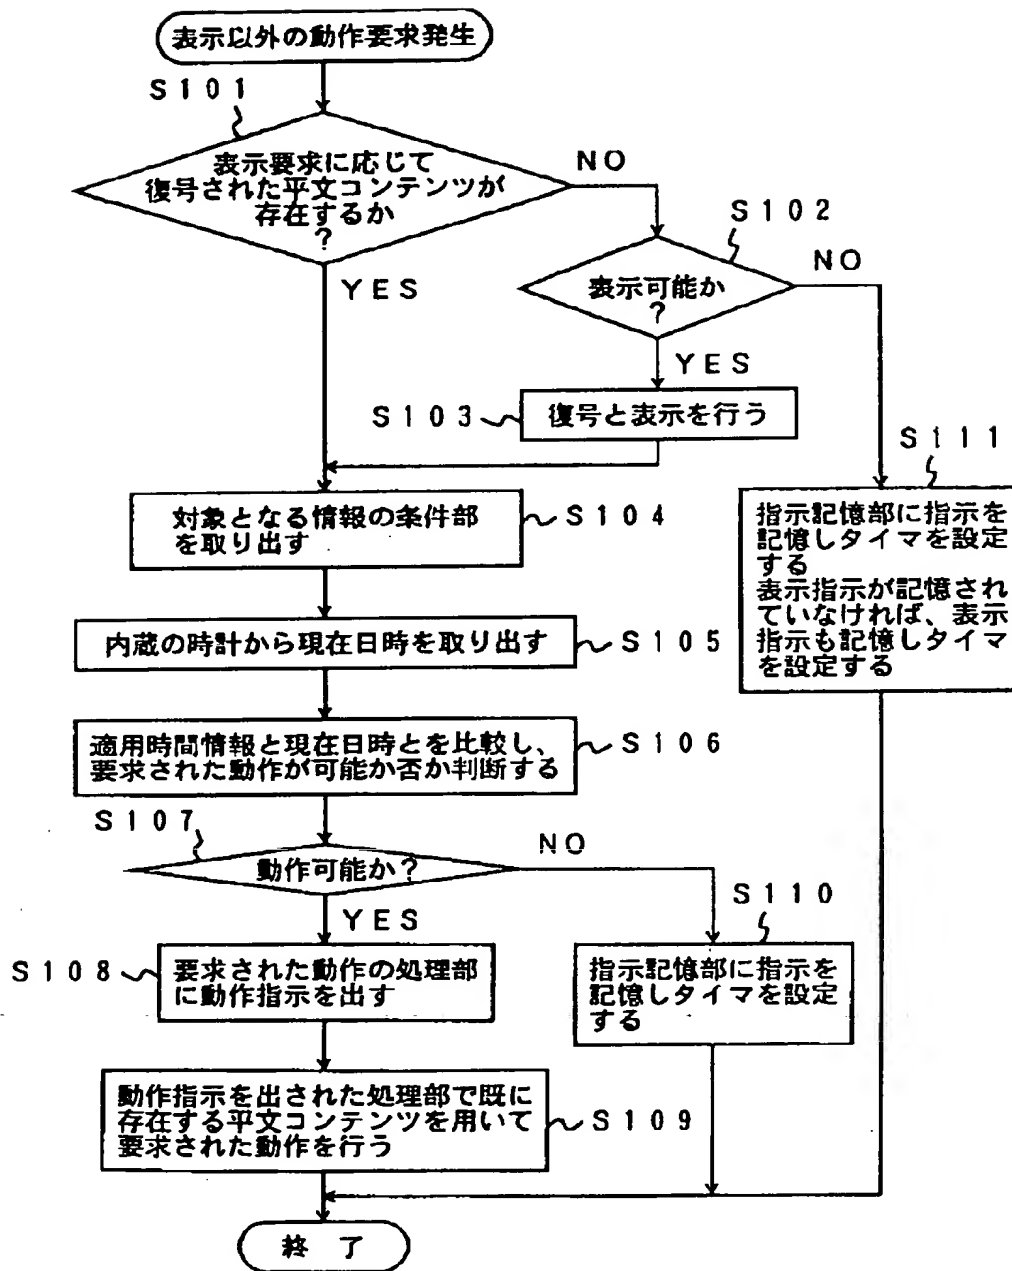 表示以外の動作要求発生
S101
表示要求に応じて
復号された平文コンテンツが
存在するか
?
NO
YES
S102
表示可能か
?
NO
YES
S103
復号と表示を行う
S111
指示記憶部に指示を
記憶しタイマを設定
する
表示指示が記憶され
ていなければ、表示
指示も記憶しタイマ
を設定する
対象となる情報の条件部
を取り出す
S104
内蔵の時計から現在日時を取り出す
S105
適用時間情報と現在日時とを比較し、
要求された動作が可能か否か判断する
S106
S107
動作可能か?
NO
YES
S110
指示記憶部に指示を
記憶しタイマを設定
する
S108
要求された動作の処理部
に動作指示を出す
動作指示を出された処理部で既に
存在する平文コンテンツを用いて
要求された動作を行う
S109
終 了